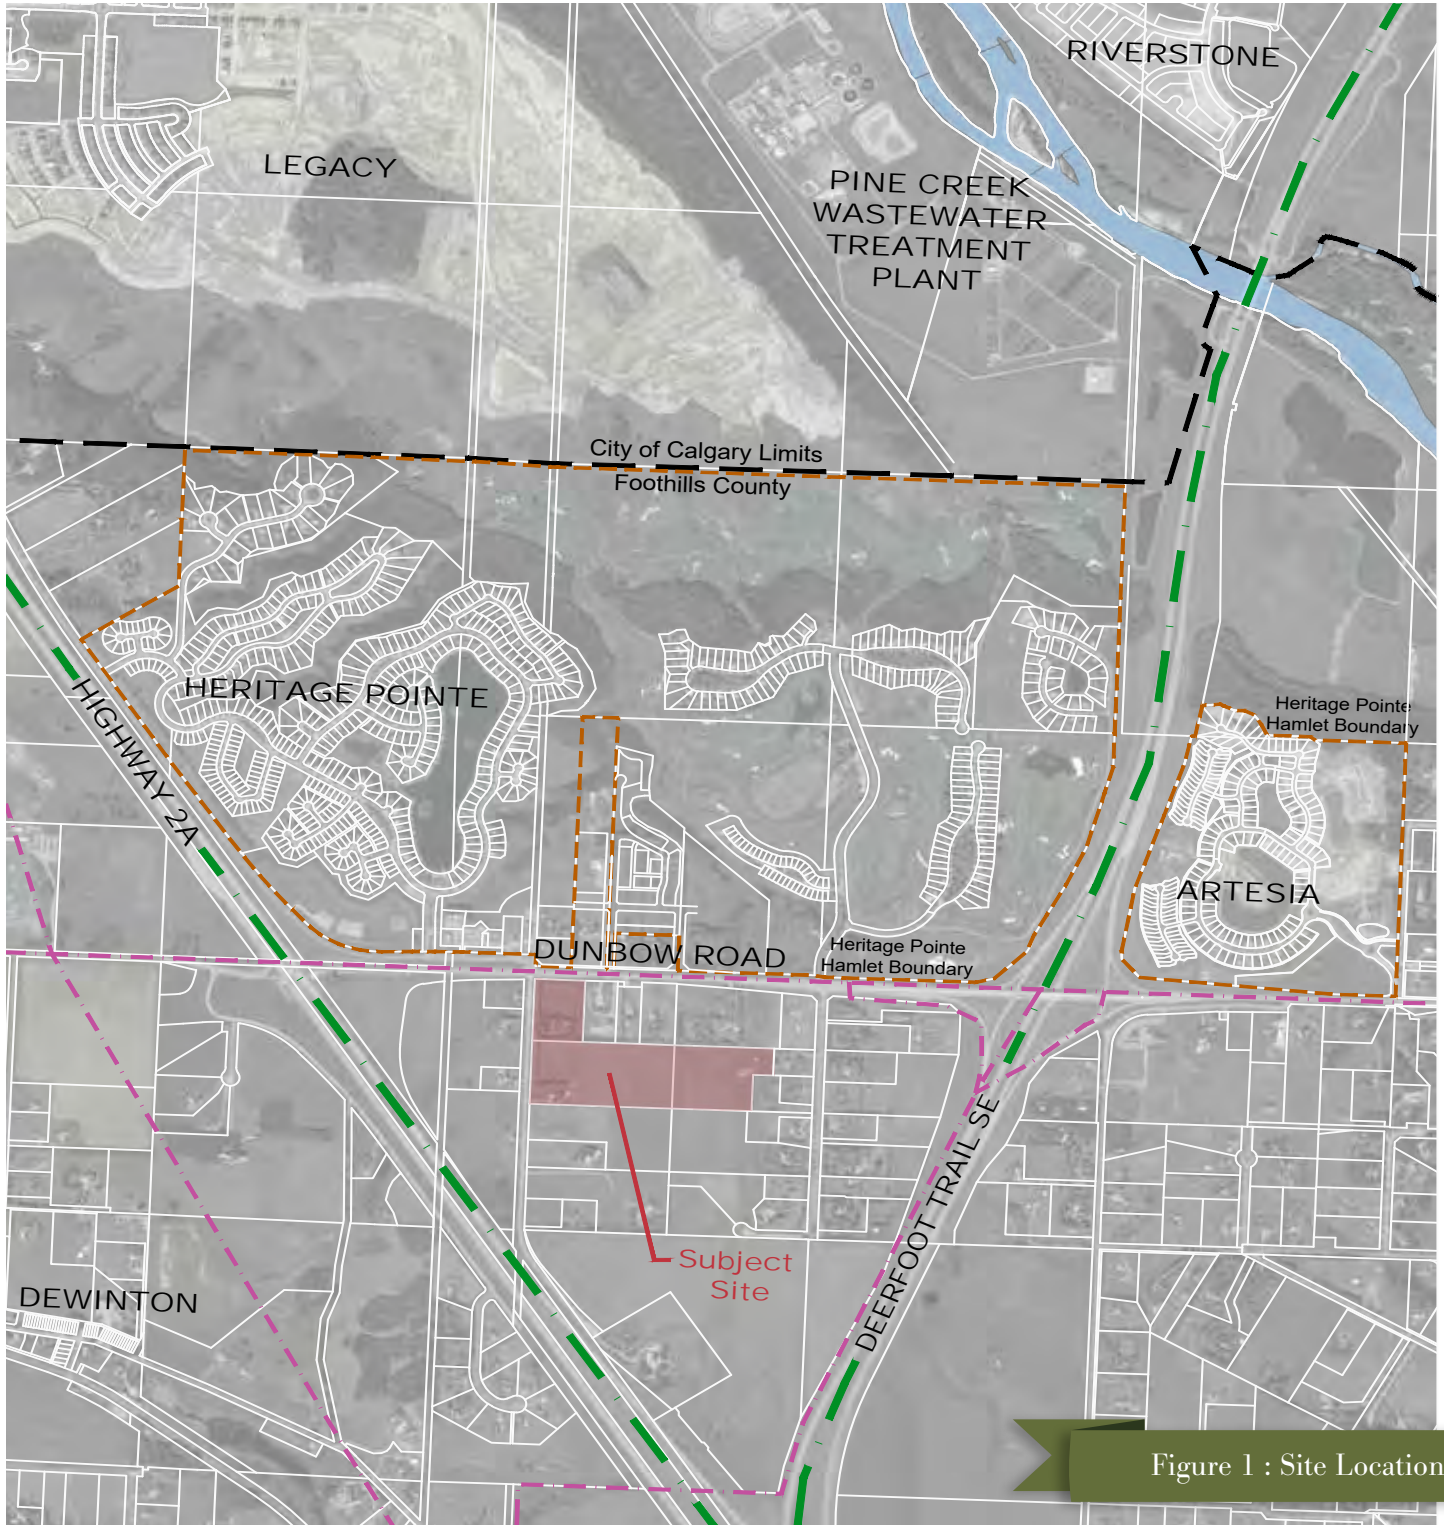 RIVERSTONE
LEGACY
PINE CREEK
WASTEWATER
TREATMENT
PLANT
City of Calgary Limits
Foothills County
HERITAGE POINTE
HIGHWAY 2A
Heritage Pointe
Hamlet Boundary
ARTESIA
DUNBOW ROAD
Heritage Pointe
Hamlet Boundary
DEERFOOT TRAIL SE
Subject
Site
DEWINTON
Figure 1 : Site Location